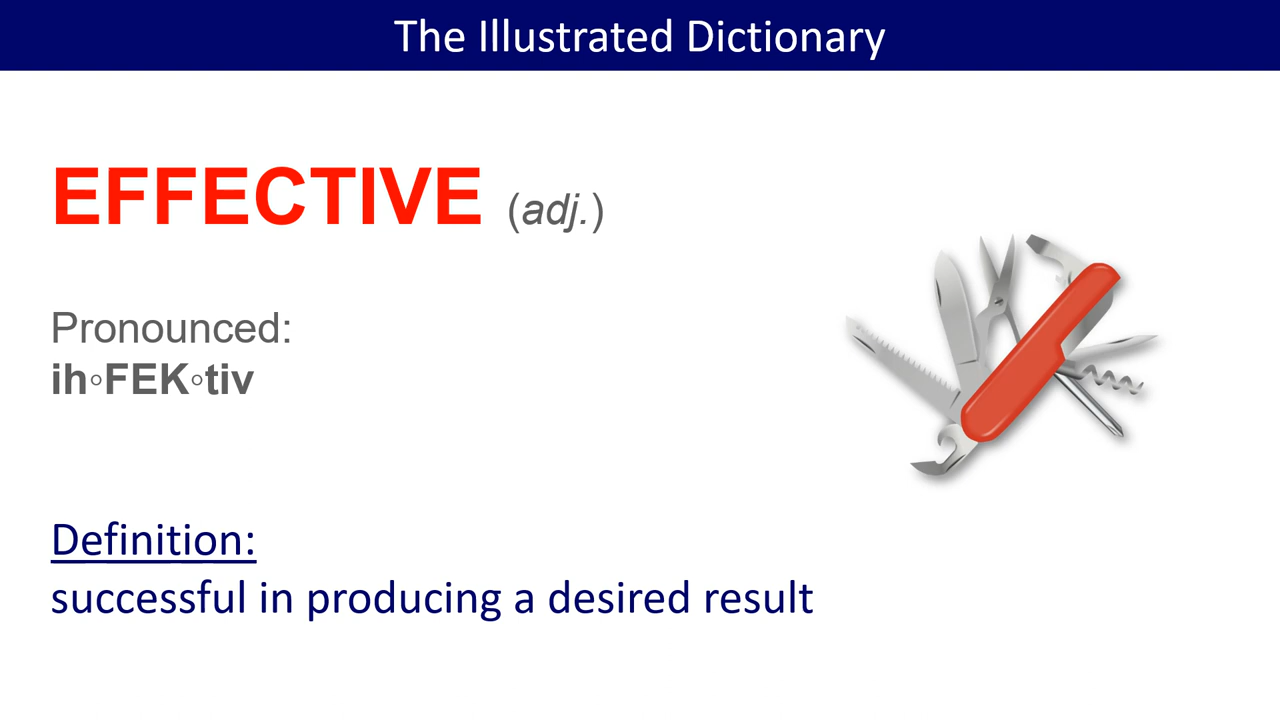 The Illustrated Dictionary
EFFECTIVE (adj.)
Pronounced:
ih◦FEK◦tiv
Definition:
successful in producing a desired result